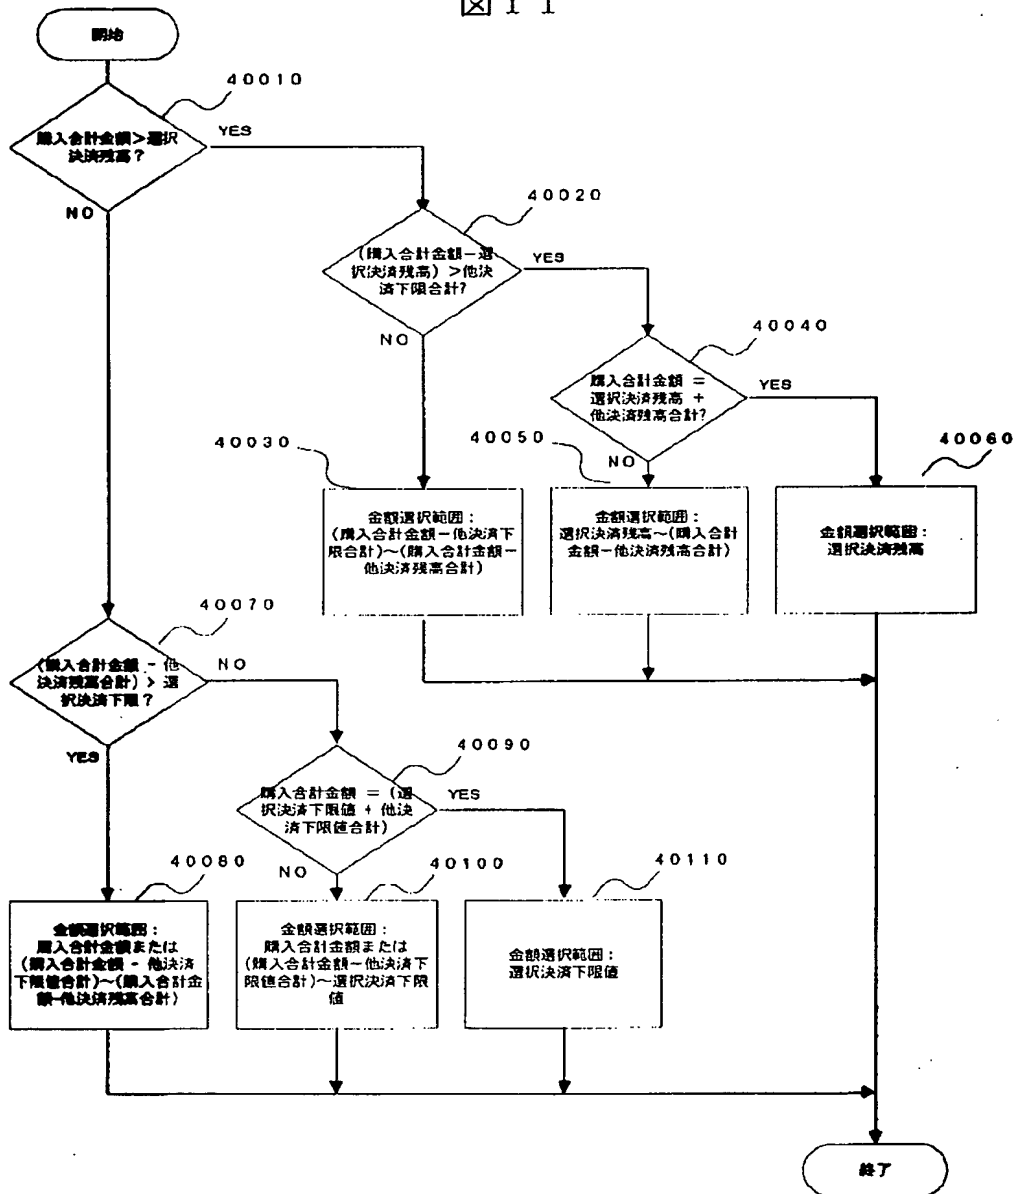 図１１
開始
４００１０
購入合計金額＞選択
決済残高？
YES
NO
４００２０
(購入合計金額－選
択決済残高) ＞他決
済下限合計?
YES
NO
４００４０
購入合計金額 ＝
選択決済残高 +
他決済残高合計?
YES
NO
４００３０
金額選択範囲：
(購入合計金額－他決済下
限合計)～(購入合計金額－
他決済残高合計)
４００５０
金額選択範囲：
選択決済残高～(購入合計
金額－他決済残高合計)
４００６０
金額選択範囲：
選択決済残高
４００７０
(購入合計金額 - 他
決済残高合計) > 選
択決済下限？
NO
YES
４００９０
購入合計金額 ＝ (選
択決済下限値 + 他決
済下限値合計)
YES
NO
４００８０
金額選択範囲：
購入合計金額または
(購入合計金額 - 他決済
下限値合計)～(購入合計金
額-他決済残高合計)
４０１００
金額選択範囲：
購入合計金額または
(購入合計金額－他決済下
限値合計)～選択決済下限
値
４０１１０
金額選択範囲：
選択決済下限値
終了